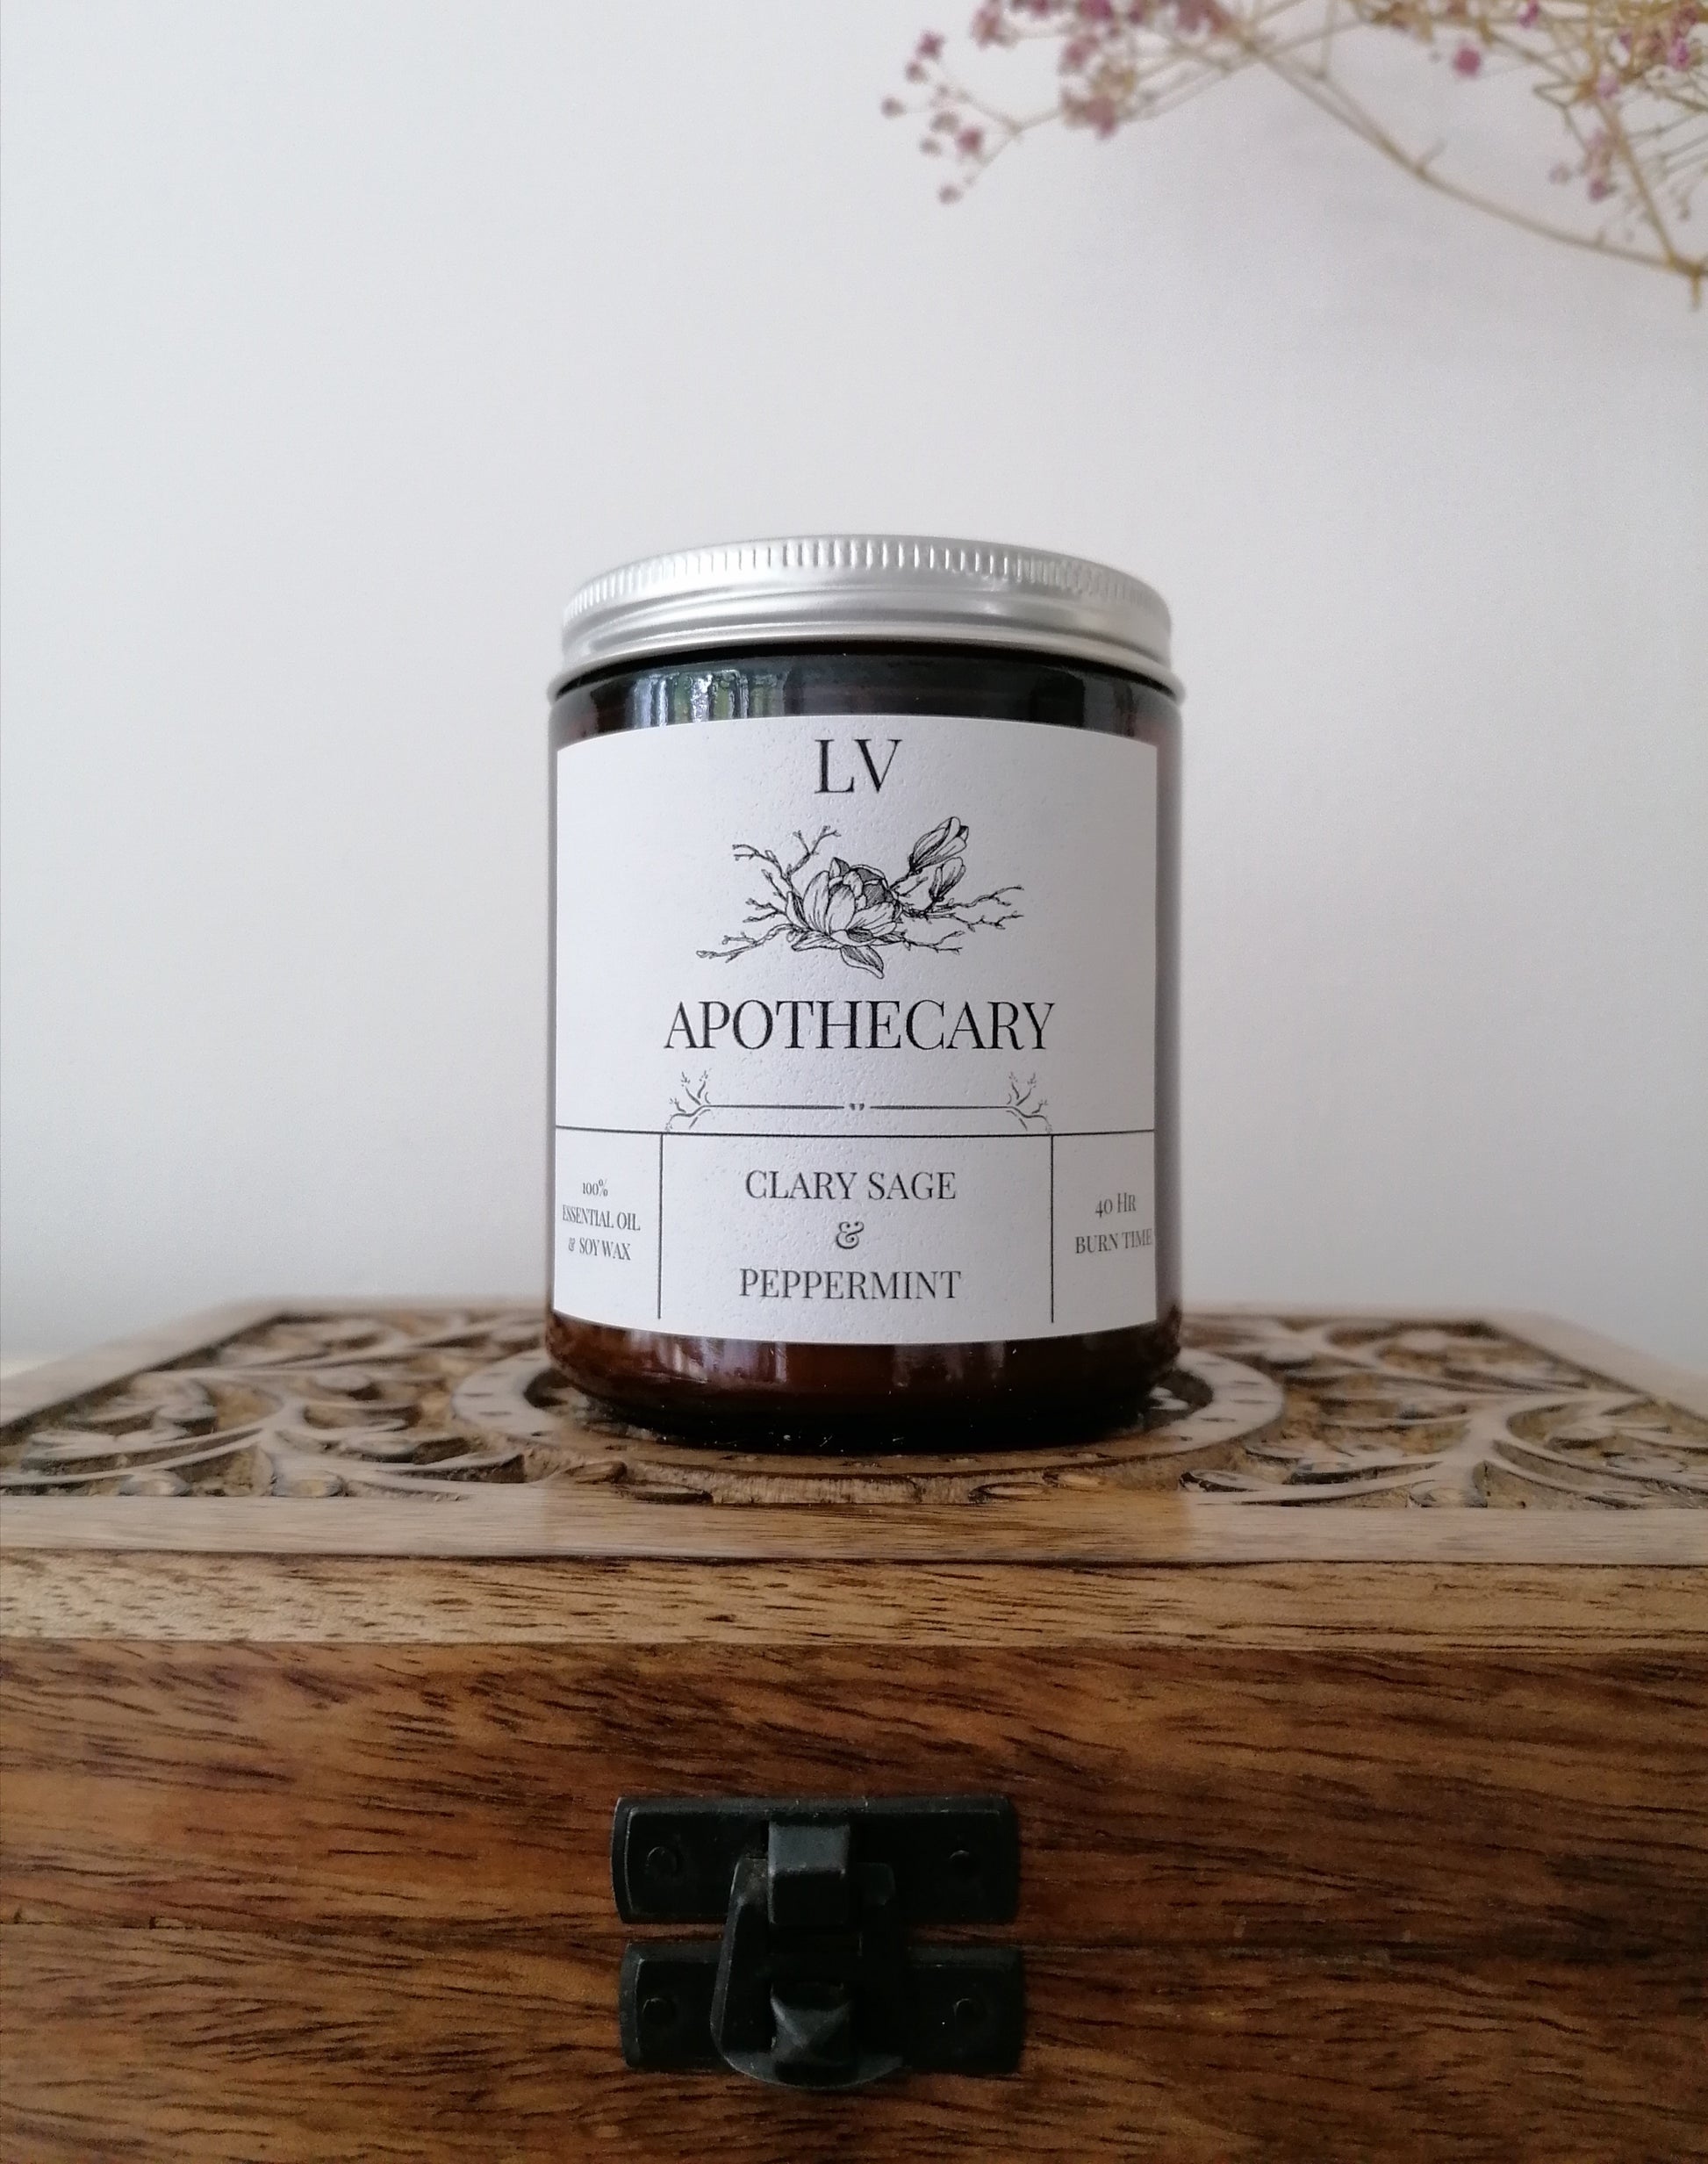 LV
APOTHECARY
100%
ESSENTIAL OIL
& SOY WAX
CLARY SAGE
&
PEPPERMINT
40 HR
BURN TIME